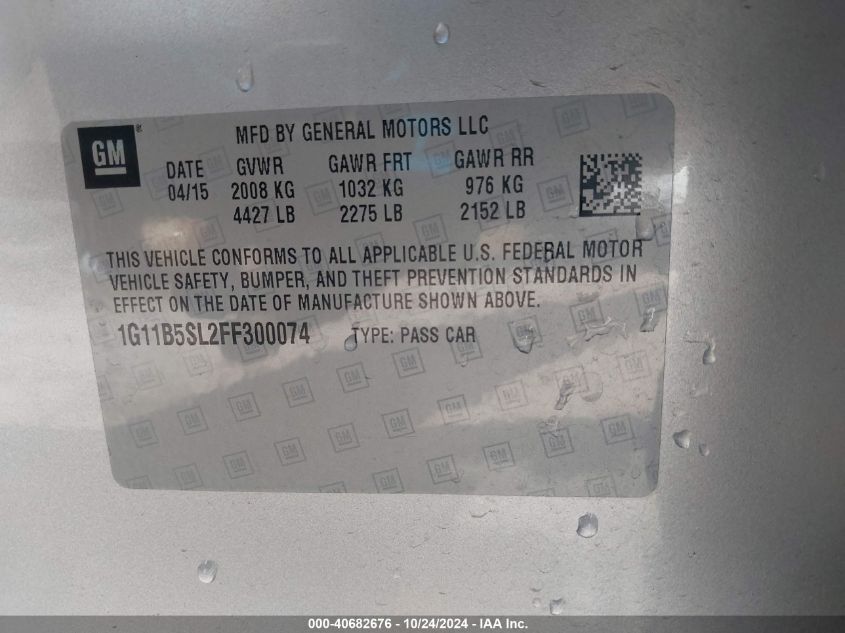 GM
MFD BY GENERAL MOTORS LLC
DATE GVWR GAWR FRT GAWR RR
04/15 2008 KG 1032 KG 976 KG
4427 LB 2275 LB 2152 LB
THIS VEHICLE CONFORMS TO ALL APPLICABLE U.S. FEDERAL MOTOR
VEHICLE SAFETY, BUMPER, AND THEFT PREVENTION STANDARDS IN
EFFECT ON THE DATE OF MANUFACTURE SHOWN ABOVE.
1G11B5SL2FF300074 TYPE: PASS CAR
000-40682676 - 10/24/2024 - IAA Inc.